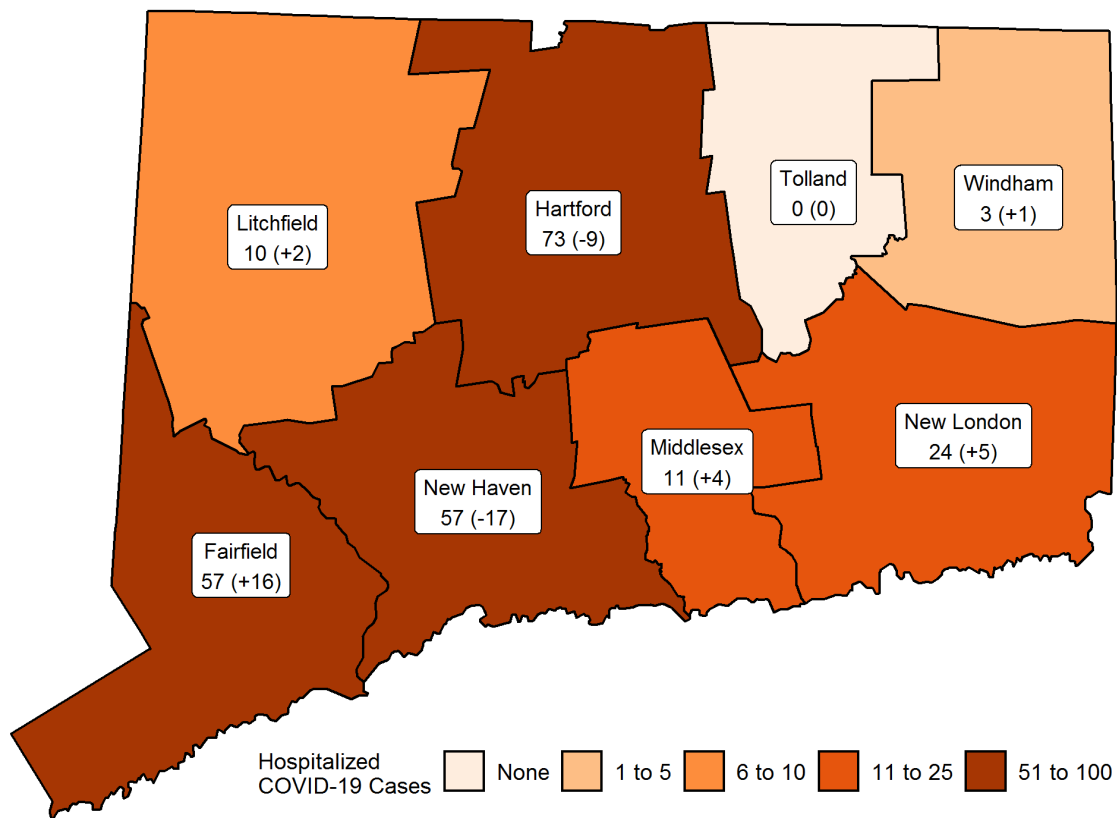 Tolland
0 (0)
Windham
3 (+1)
Litchfield
10 (+2)
Hartford
73 (-9)
New London
24 (+5)
Middlesex
11 (+4)
New Haven
57 (-17)
Fairfield
57 (+16)
Hospitalized
COVID-19 Cases
None
1 to 5
6 to 10
11 to 25
51 to 100